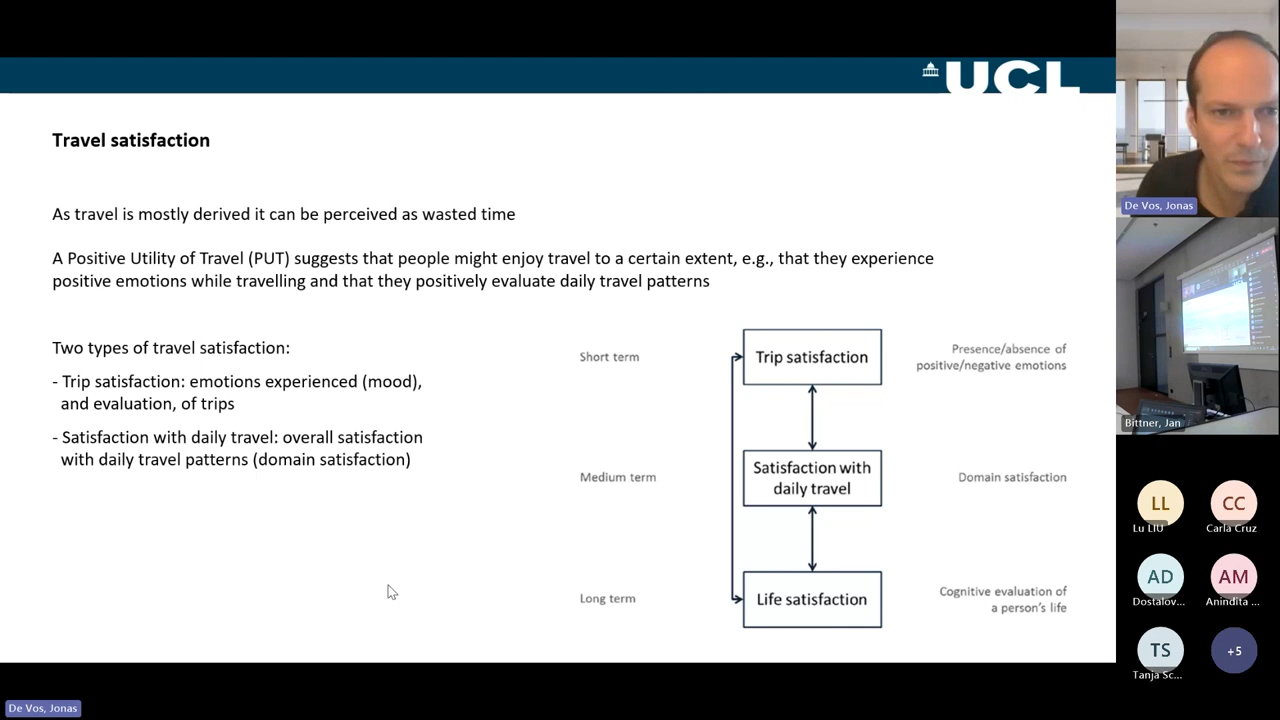 UCL
Travel satisfaction
As travel is mostly derived it can be perceived as wasted time
A Positive Utility of Travel (PUT) suggests that people might enjoy travel to a certain extent, e.g., that they experience
positive emotions while travelling and that they positively evaluate daily travel patterns
Two types of travel satisfaction:
- Trip satisfaction: emotions experienced (mood),
and evaluation, of trips
- Satisfaction with daily travel: overall satisfaction
with daily travel patterns (domain satisfaction)
Short term
Trip satisfaction
Presence/absence of
positive/negative emotions
Medium term
Satisfaction with
daily travel
Domain satisfaction
Long term
Life satisfaction
Cognitive evaluation of
a person's life
De Vos, Jonas
Bittner, Jan
LL
Lu LIU
CC
Carla Cruz
AD
Dostalov...
AM
Anindita ...
TS
Tanja Sc...
+5
De Vos, Jonas